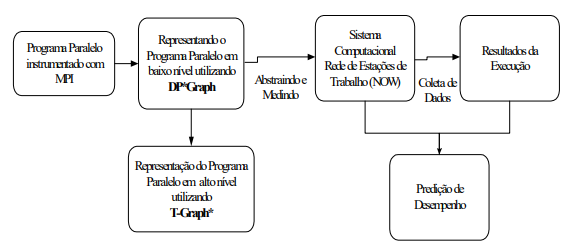 Programa Paralelo
instrumentado com
MPI
Representando o
Programa Paralelo em
baixo nível utilizando
DP*Graph
Abstraindo e
Medindo
Sistema
Computacional
Rede de Estações de
Trabalho (NOW)
Coleta de
Dados
Resultados da
Execução
Representação do Programa
Paralelo em alto nível
utilizando
T-Graph*
Predição de
Desempenho